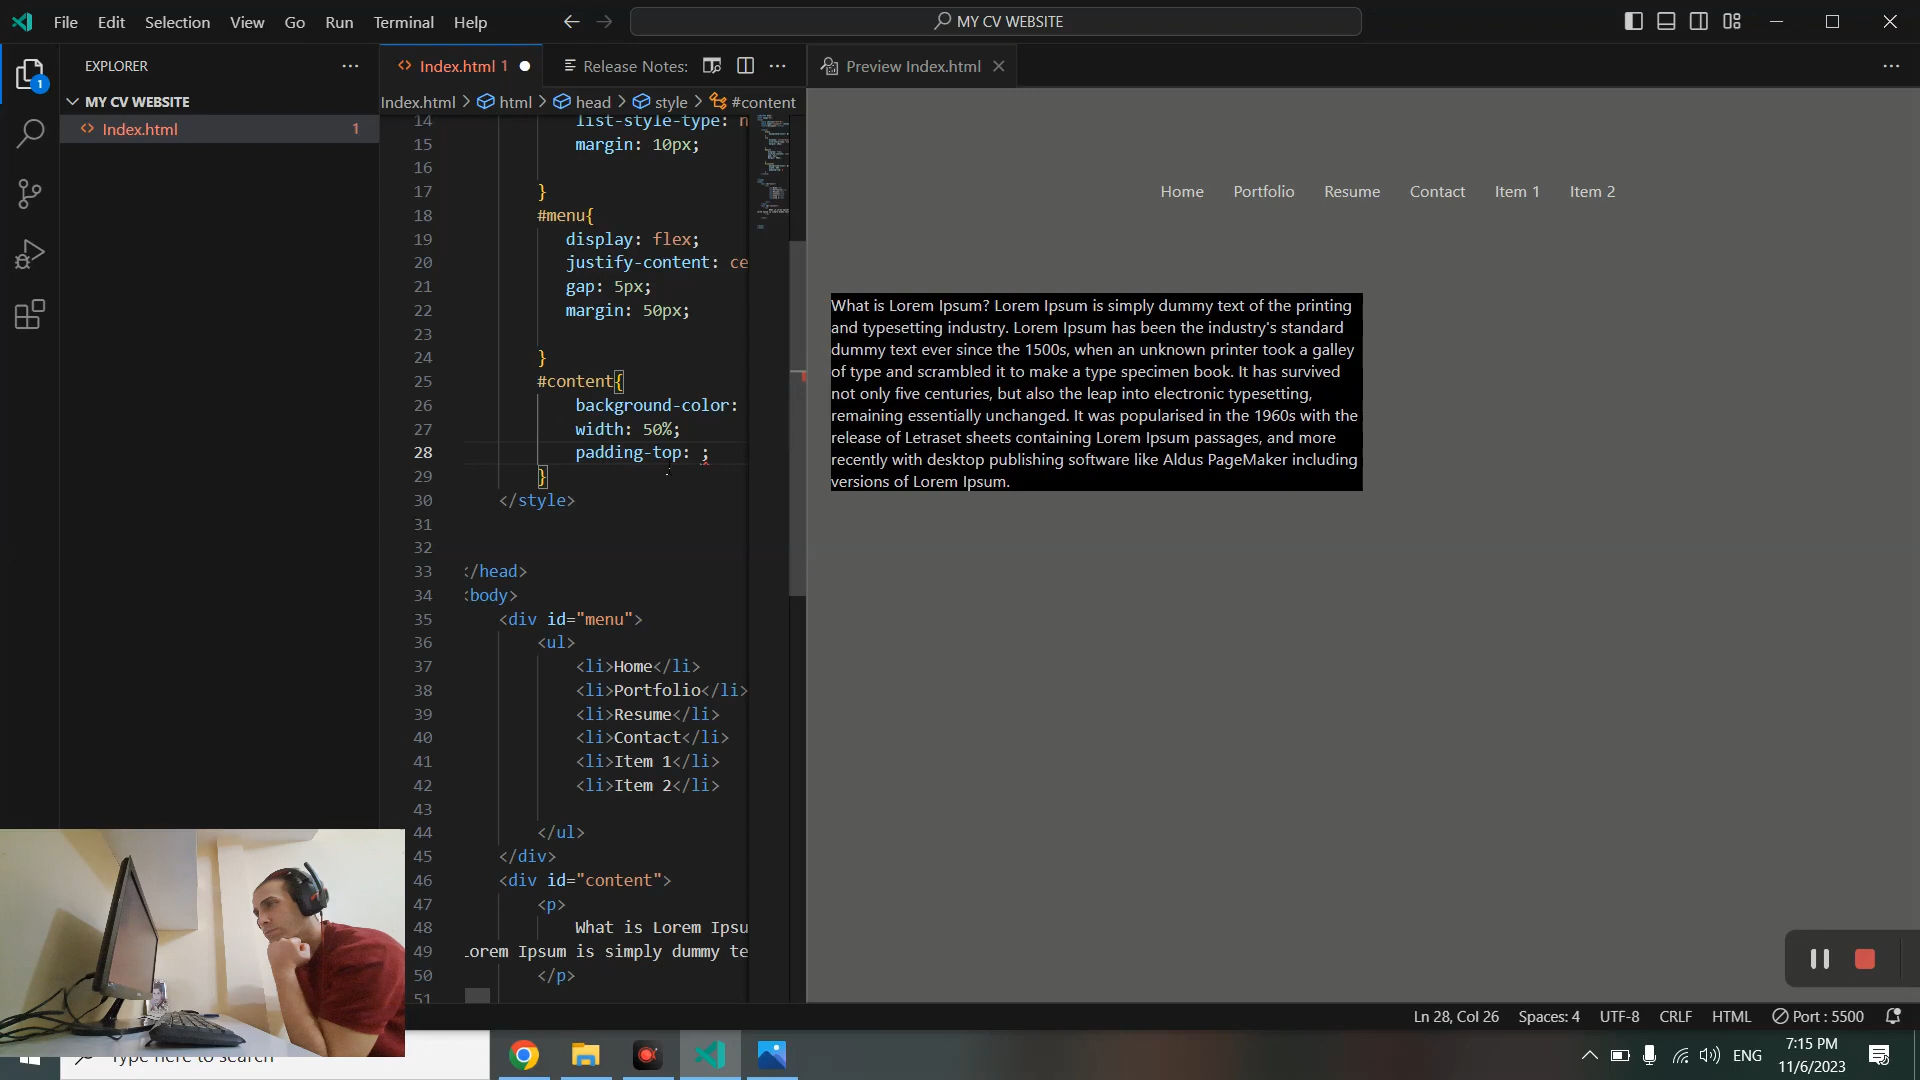 File Edit Selection View Go Run Terminal Help
MY CV WEBSITE
EXPLORER
MY CV WEBSITE
Index.html 1
1
Index.html 1
Release Notes:
Preview Index.html
Index.html > html > head > style > #content
14 list-style-type: n
15 margin: 10px;
16
17 }
18 #menu{
19 display: flex;
20 justify-content: ce
21 gap: 5px;
22 margin: 50px;
23
24 }
25 #content{
26 background-color:
27 width: 50%;
28 padding-top: ;
29 }
30 </style>
31
32
33 </head>
34 <body>
35 <div id="menu">
36 <ul>
37 <li>Home</li>
38 <li>Portfolio</li>
39 <li>Resume</li>
40 <li>Contact</li>
41 <li>Item 1</li>
42 <li>Item 2</li>
43
44 </ul>
45 </div>
46 <div id="content">
47 <p>
48 What is Lorem Ipsu
49 Lorem Ipsum is simply dummy te
50 </p>
51
Home Portfolio Resume Contact Item 1 Item 2
What is Lorem Ipsum? Lorem Ipsum is simply dummy text of the printing
and typesetting industry. Lorem Ipsum has been the industry's standard
dummy text ever since the 1500s, when an unknown printer took a galley
of type and scrambled it to make a type specimen book. It has survived
not only five centuries, but also the leap into electronic typesetting,
remaining essentially unchanged. It was popularised in the 1960s with the
release of Letraset sheets containing Lorem Ipsum passages, and more
recently with desktop publishing software like Aldus PageMaker including
versions of Lorem Ipsum.
Ln 28, Col 26 Spaces: 4 UTF-8 CRLF HTML Port : 5500
Type here to search
ENG
7:15 PM
11/6/2023